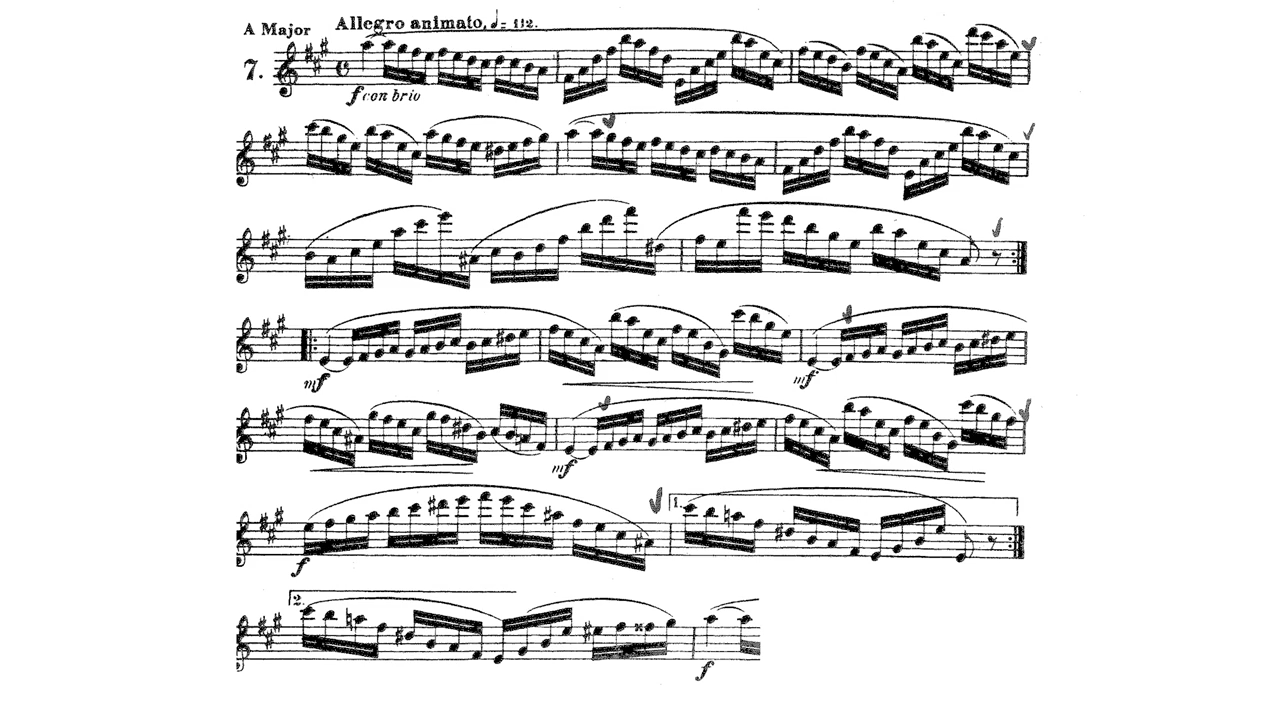 A Major
Allegro animato, ♩= 112.
7.
f con brio
mf
mf
mf
f
1.
2.
f